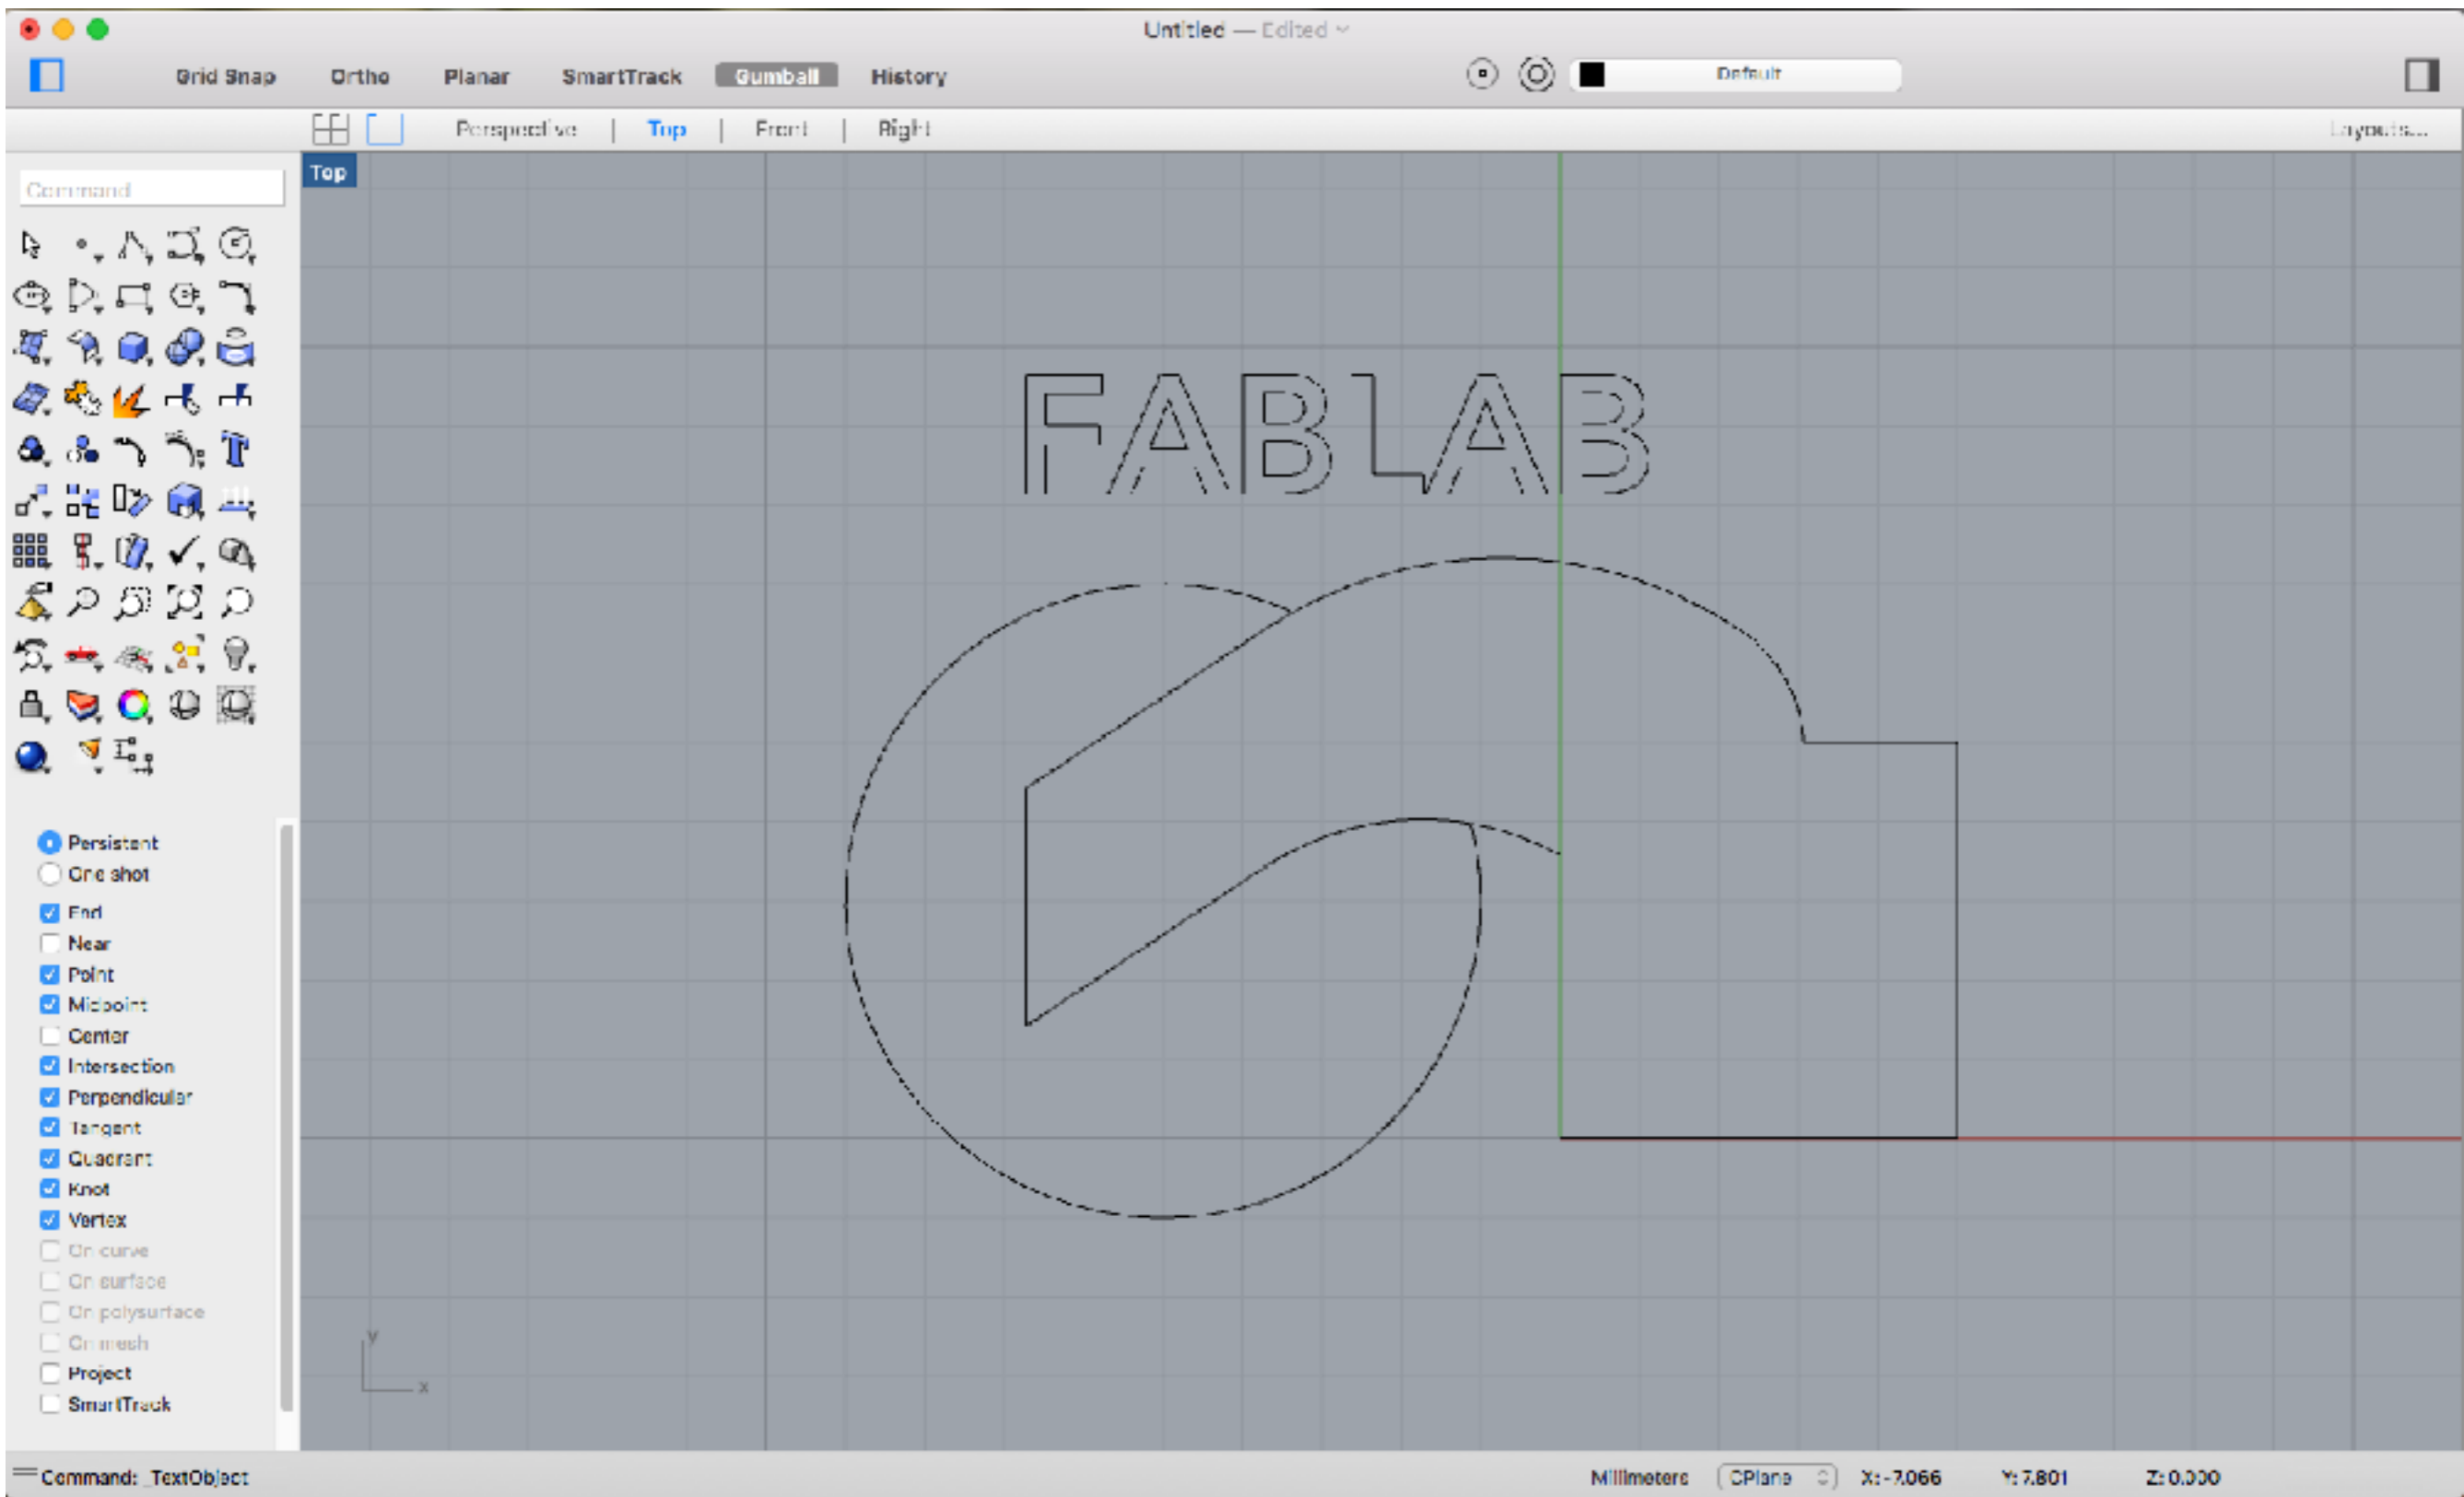 Untitled — Edited
Grid Snap Ortho Planar SmartTrack Gumball History Default
Perspective | Top | Front | Right Layouts...
Top
Command
FABLAB
Persistent
One shot
End
Near
Point
Midpoint
Center
Intersection
Perpendicular
Tangent
Quadrant
Knot
Vertex
On curve
On surface
On polysurface
On mesh
Project
SmartTrack
y
x
Command: _TextObject Millimeters CPlane X: -7.066 Y: 7.801 Z: 0.000